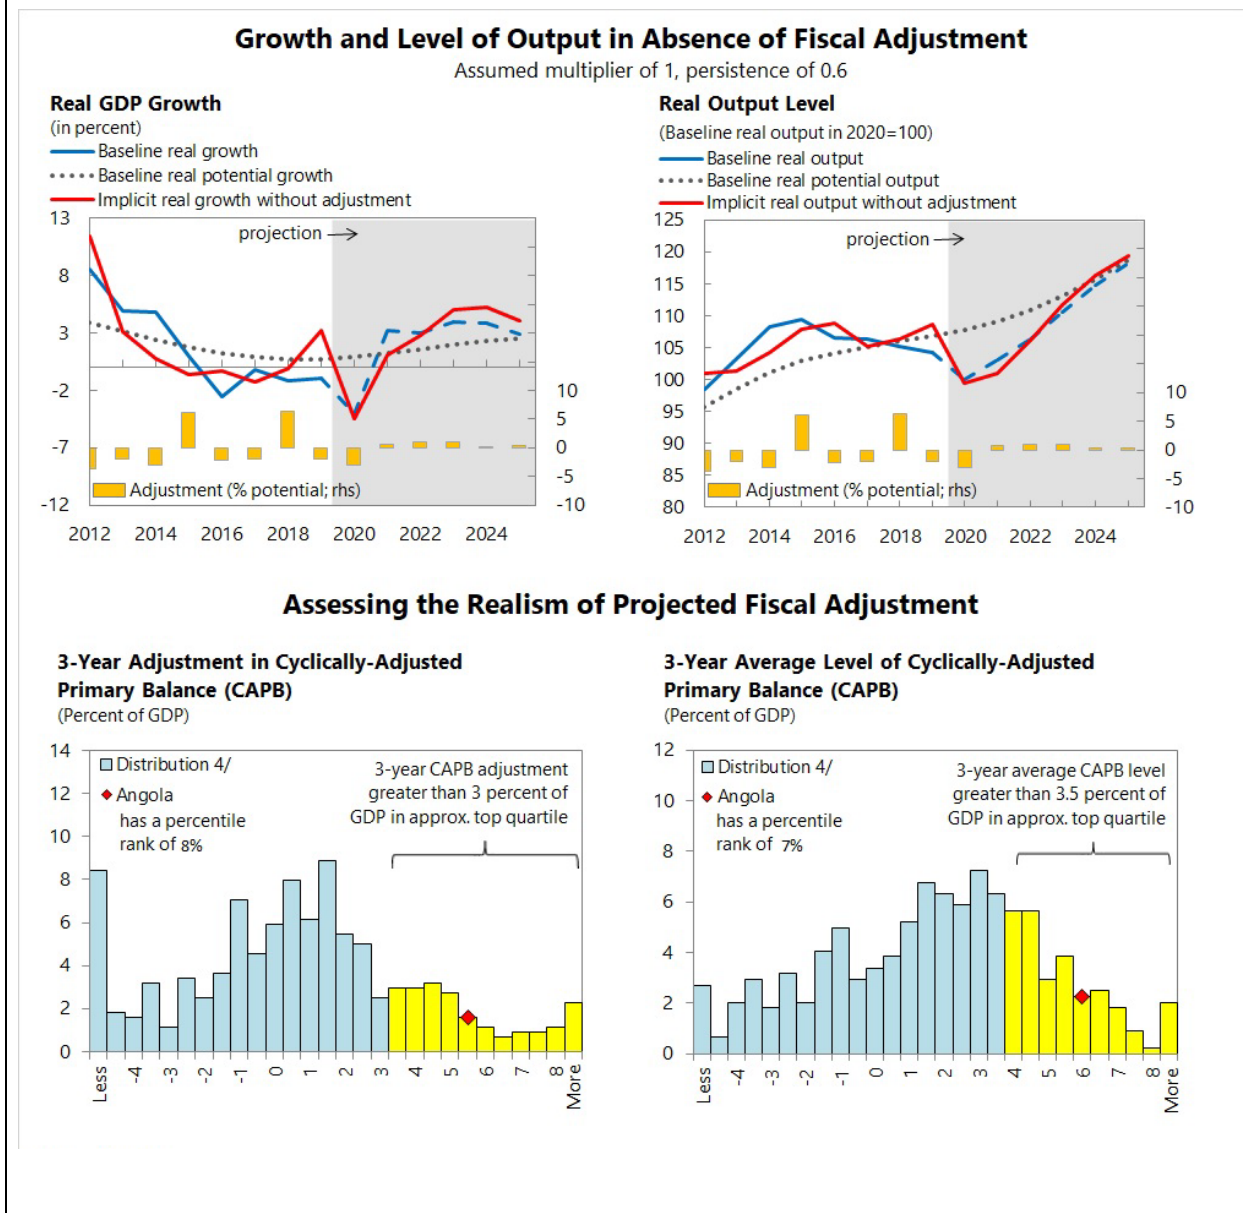 Growth and Level of Output in Absence of Fiscal Adjustment
Assumed multiplier of 1, persistence of 0.6
Real GDP Growth
(in percent)
Baseline real growth
Baseline real potential growth
Implicit real growth without adjustment
13
8
3
-2
-7
-12
projection
10
5
0
-5
-10
Adjustment (% potential; rhs)
2012 2014 2016 2018 2020 2022 2024
Real Output Level
(Baseline real output in 2020=100)
Baseline real output
Baseline real potential output
Implicit real output without adjustment
125
120
115
110
105
100
95
90
85
80
projection
10
5
0
-5
-10
Adjustment (% potential; rhs)
2012 2014 2016 2018 2020 2022 2024
Assessing the Realism of Projected Fiscal Adjustment
3-Year Adjustment in Cyclically-Adjusted
Primary Balance (CAPB)
(Percent of GDP)
14
12
10
8
6
4
2
0
Distribution 4/
Angola
has a percentile
rank of 8%
3-year CAPB adjustment
greater than 3 percent of
GDP in approx. top quartile
Less -4 -3 -2 -1 0 1 2 3 4 5 6 7 8 More
3-Year Average Level of Cyclically-Adjusted
Primary Balance (CAPB)
(Percent of GDP)
12
10
8
6
4
2
0
Distribution 4/
Angola
has a percentile
rank of 7%
3-year average CAPB level
greater than 3.5 percent of
GDP in approx. top quartile
Less -4 -3 -2 -1 0 1 2 3 4 5 6 7 8 More